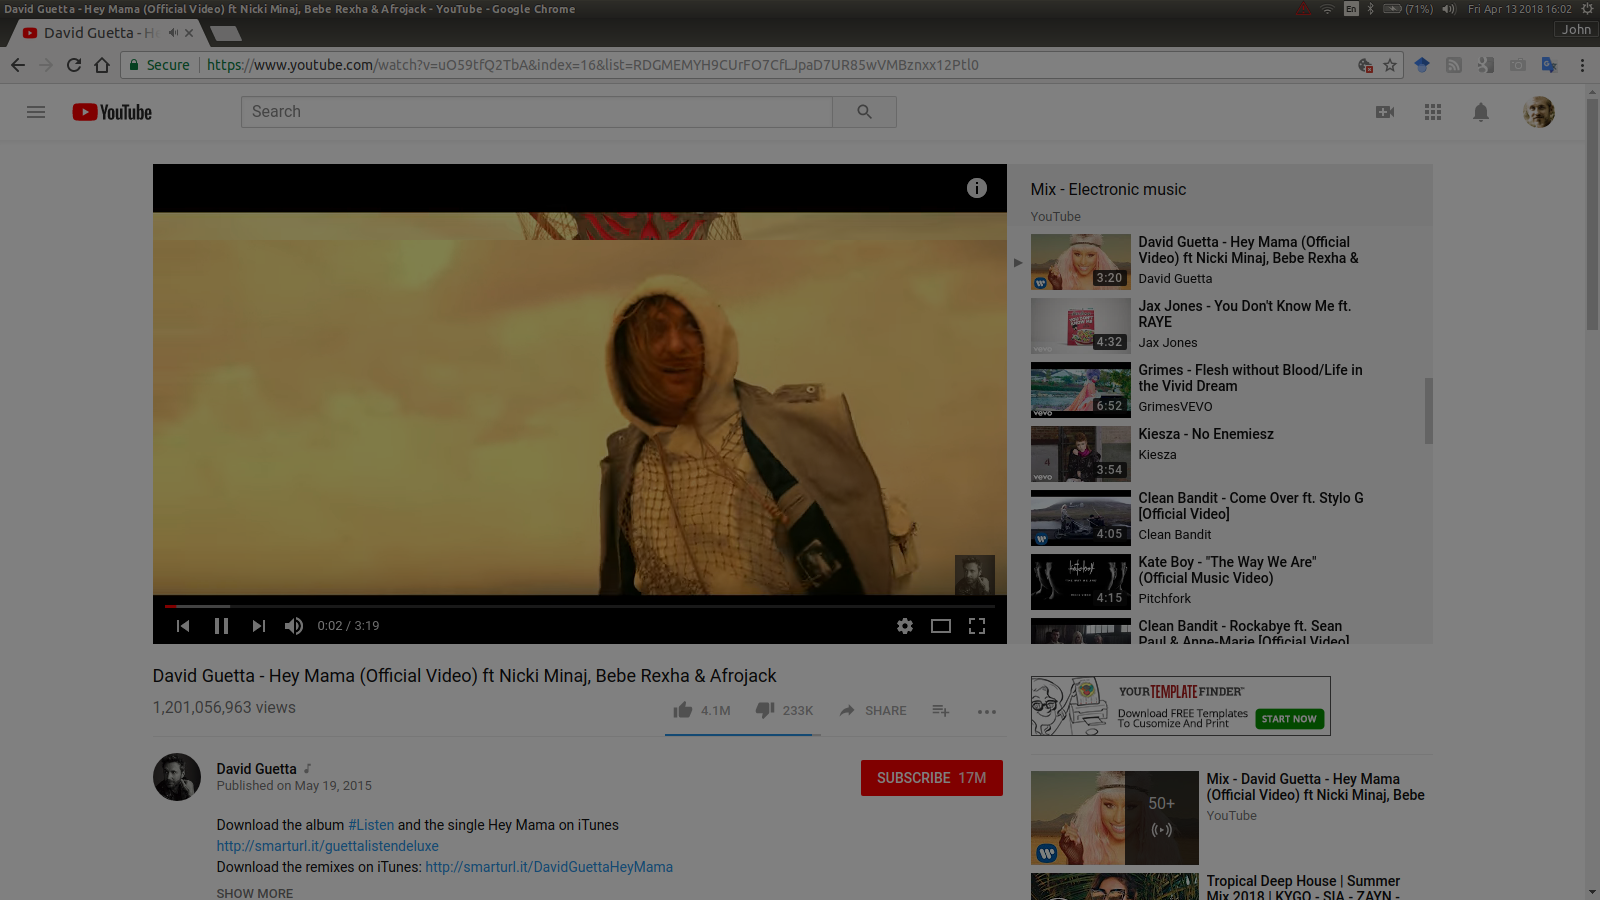 David Guetta - Hey Mama (Official Video) ft Nicki Minaj, Bebe Rexha & Afrojack - YouTube - Google Chrome
En
(71%)
Fri Apr 13 2018 16:02
David Guetta - H
John
Secure
https://www.youtube.com/watch?v=uO59tfQ2TbA&index=16&list=RDGMEMYH9CUrFO7CfLJpaD7UR85wVMBznxx12Ptl0
YouTube
Search
Mix - Electronic music
YouTube
David Guetta - Hey Mama (Official
Video) ft Nicki Minaj, Bebe Rexha &
David Guetta
3:20
Jax Jones - You Don't Know Me ft.
RAYE
Jax Jones
4:32
Grimes - Flesh without Blood/Life in
the Vivid Dream
GrimesVEVO
6:52
vevo
Kiesza - No Enemiesz
Kiesza
3:54
vevo
Clean Bandit - Come Over ft. Stylo G
[Official Video]
Clean Bandit
4:05
Kate Boy - "The Way We Are"
(Official Music Video)
Pitchfork
4:15
Clean Bandit - Rockabye ft. Sean
Paul & Anne-Marie [Official Video]
0:02 / 3:19
David Guetta - Hey Mama (Official Video) ft Nicki Minaj, Bebe Rexha & Afrojack
1,201,056,963 views
4.1M
233K
SHARE
YOUR TEMPLATE FINDER
Download FREE Templates
To Cusomize And Print
START NOW
David Guetta
Published on May 19, 2015
SUBSCRIBE 17M
Download the album #Listen and the single Hey Mama on iTunes
http://smarturl.it/guettalistendeluxe
Download the remixes on iTunes: http://smarturl.it/DavidGuettaHeyMama
SHOW MORE
50+
Mix - David Guetta - Hey Mama
(Official Video) ft Nicki Minaj, Bebe
YouTube
Tropical Deep House | Summer
Mix 2018 | KYGO - SIA - ZAYN -